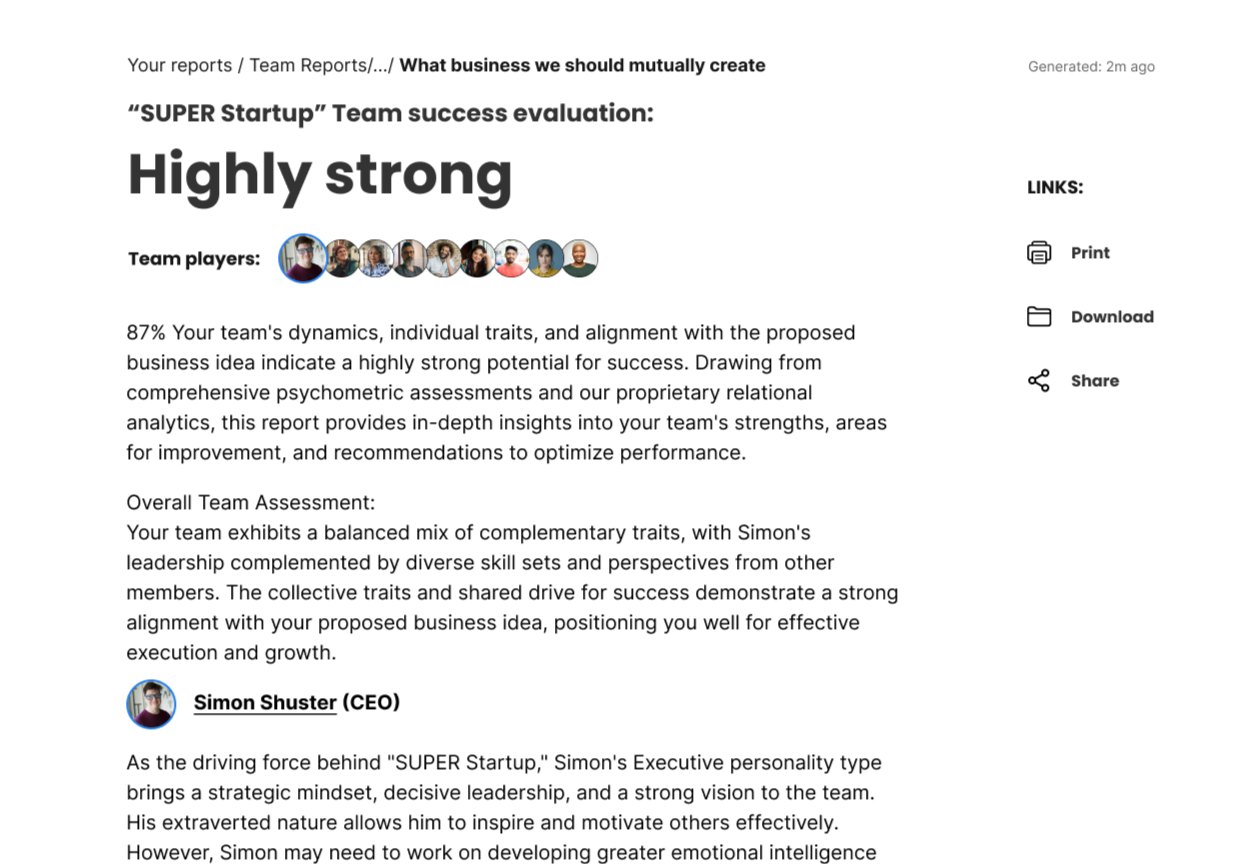 Your reports / Team Reports/.../ What business we should mutually create
Generated: 2m ago
“SUPER Startup” Team success evaluation:
Highly strong
Team players:
LINKS:
Print
Download
Share
87% Your team's dynamics, individual traits, and alignment with the proposed
business idea indicate a highly strong potential for success. Drawing from
comprehensive psychometric assessments and our proprietary relational
analytics, this report provides in-depth insights into your team's strengths, areas
for improvement, and recommendations to optimize performance.
Overall Team Assessment:
Your team exhibits a balanced mix of complementary traits, with Simon's
leadership complemented by diverse skill sets and perspectives from other
members. The collective traits and shared drive for success demonstrate a strong
alignment with your proposed business idea, positioning you well for effective
execution and growth.
Simon Shuster (CEO)
As the driving force behind "SUPER Startup," Simon's Executive personality type
brings a strategic mindset, decisive leadership, and a strong vision to the team.
His extraverted nature allows him to inspire and motivate others effectively.
However, Simon may need to work on developing greater emotional intelligence